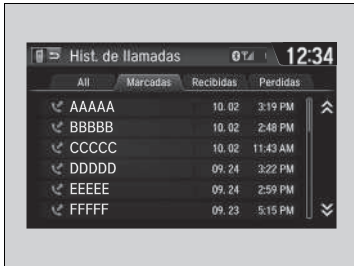 Hist. de llamadas 12:34
All Marcadas Recibidas Perdidas
AAAAA 10. 02 3:19 PM
BBBBB 10. 02 2:48 PM
CCCCC 10. 02 11:43 AM
DDDDD 09. 24 3:22 PM
EEEEE 09. 24 2:59 PM
FFFFF 09. 23 5:15 PM